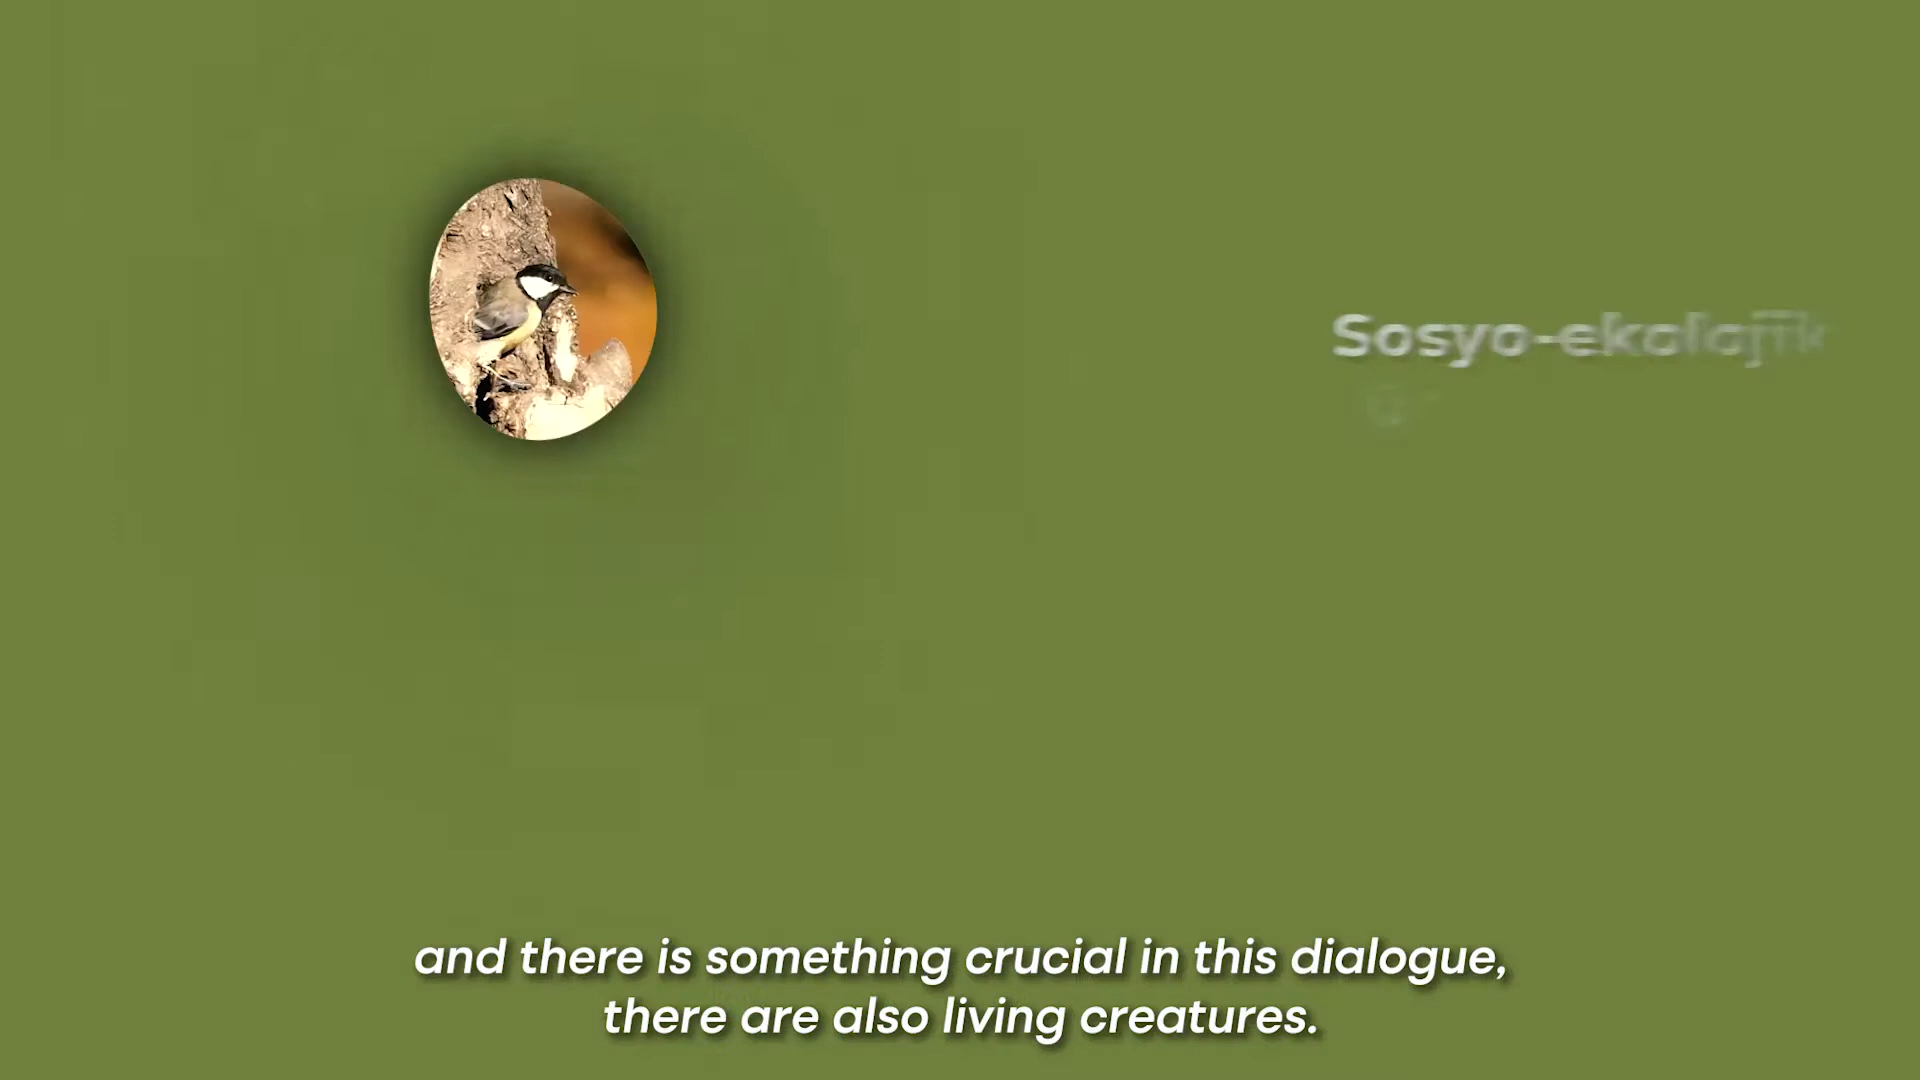 Sosyo-ekolojik
and there is something crucial in this dialogue,
there are also living creatures.